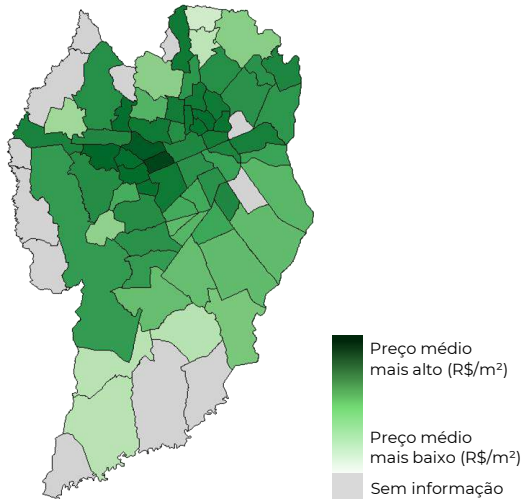 Preço médio
mais alto (R$/m²)
Preço médio
mais baixo (R$/m²)
Sem informação